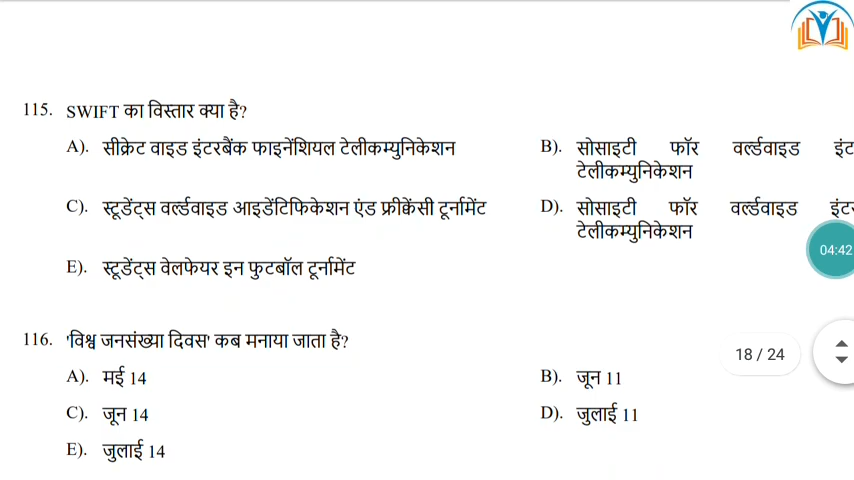 115. SWIFT का विस्तार क्या है?
A). सीक्रेट वाइड इंटरबैंक फाइनेंशियल टेलीकम्युनिकेशन
B). सोसाइटी फॉर वर्ल्डवाइड
टेलीकम्युनिकेशन
C). स्टूडेंट्स वर्ल्डवाइड आइडेंटिफिकेशन एंड फ्रीक्वेंसी टूर्नामेंट
D). सोसाइटी फॉर वर्ल्डवाइड
टेलीकम्युनिकेशन
04:42
E). स्टूडेंट्स वेलफेयर इन फुटबॉल टूर्नामेंट
116. 'विश्व जनसंख्या दिवस' कब मनाया जाता है?
18 / 24
A). मई 14
B). जून 11
C). जून 14
D). जुलाई 11
E). जुलाई 14